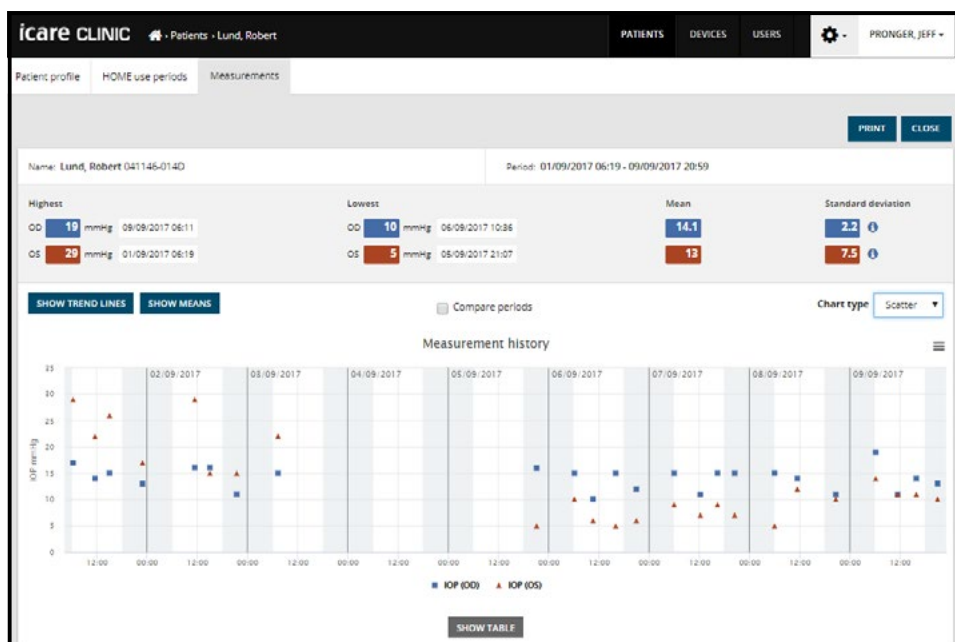 icare CLINIC › Patients › Lund, Robert PATIENTS DEVICES USERS PRONGER, JEFF
Patient profile HOME use periods Measurements
PRINT CLOSE
Name: Lund, Robert 041146-014D Period: 01/09/2017 06:19 - 09/09/2017 20:59
Highest Lowest Mean Standard deviation
OD 19 mmHg 09/09/2017 06:11 OD 10 mmHg 06/09/2017 10:36 14.1 2.2
OS 29 mmHg 01/09/2017 06:19 OS 5 mmHg 05/09/2017 21:07 13 7.5
SHOW TREND LINES SHOW MEANS Compare periods Chart type Scatter
Measurement history
35 02/09/2017 03/09/2017 04/09/2017 05/09/2017 06/09/2017 07/09/2017 08/09/2017 09/09/2017
30
25
20
15
10
5
0
IOP mmHg
12:00 00:00 12:00 00:00 12:00 00:00 12:00 00:00 12:00 00:00 12:00 00:00 12:00 00:00 12:00 00:00 12:00
IOP (OD) IOP (OS)
SHOW TABLE